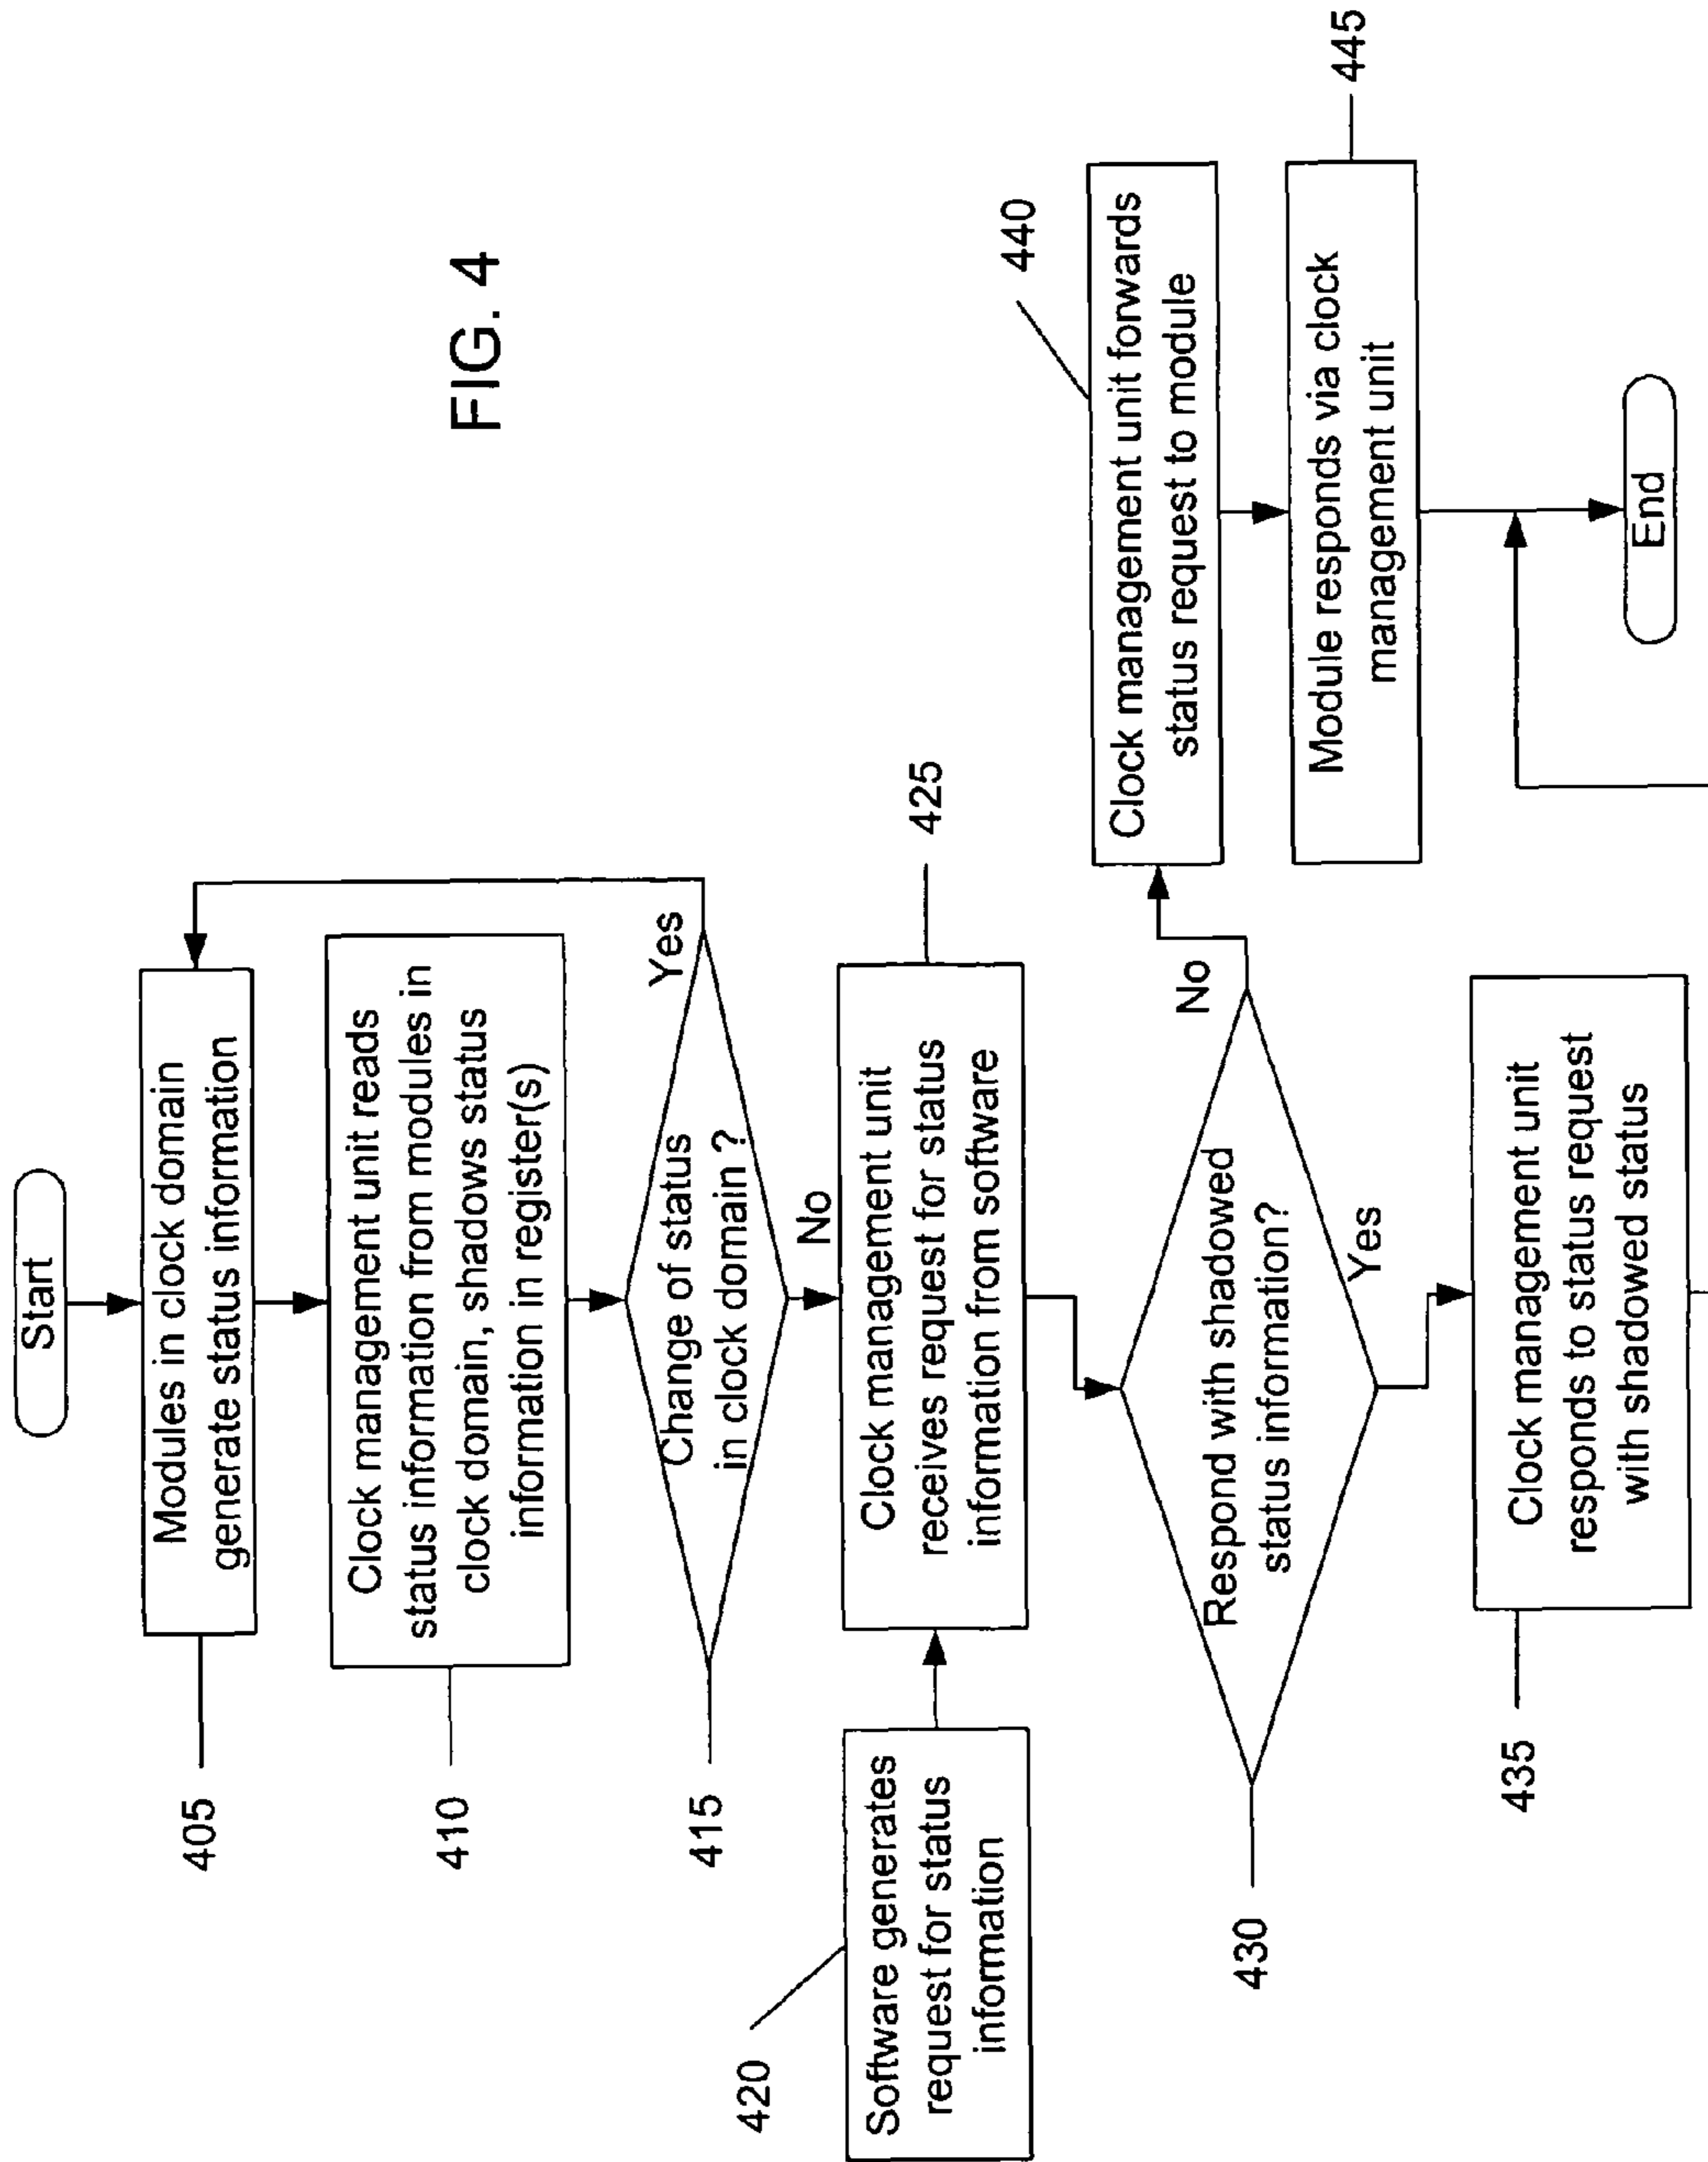 FIG. 4
Start
Modules in clock domain
generate status information
405
Clock management unit reads
status information from modules in
clock domain, shadows status
information in register(s)
410
Change of status
in clock domain ?
415
Yes
No
Software generates
request for status
information
420
Clock management unit
receives request for status
information from software
425
Respond with shadowed
status information?
430
No
Yes
Clock management unit
responds to status request
with shadowed status
435
Clock management unit forwards
status request to module
440
Module responds via clock
management unit
445
End